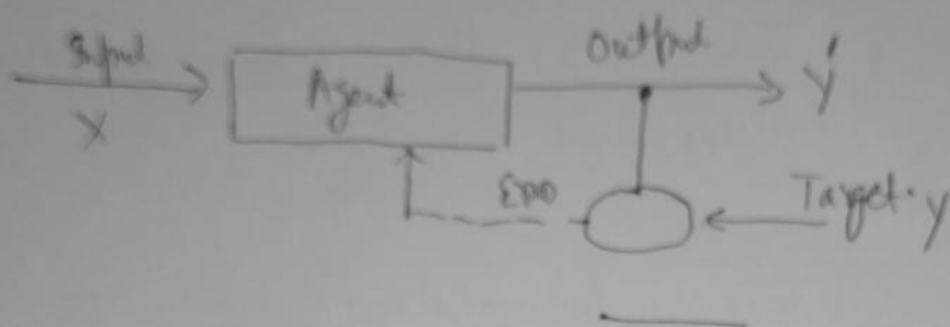 Input
Output
X
Agent
Y'
Error
Target. y